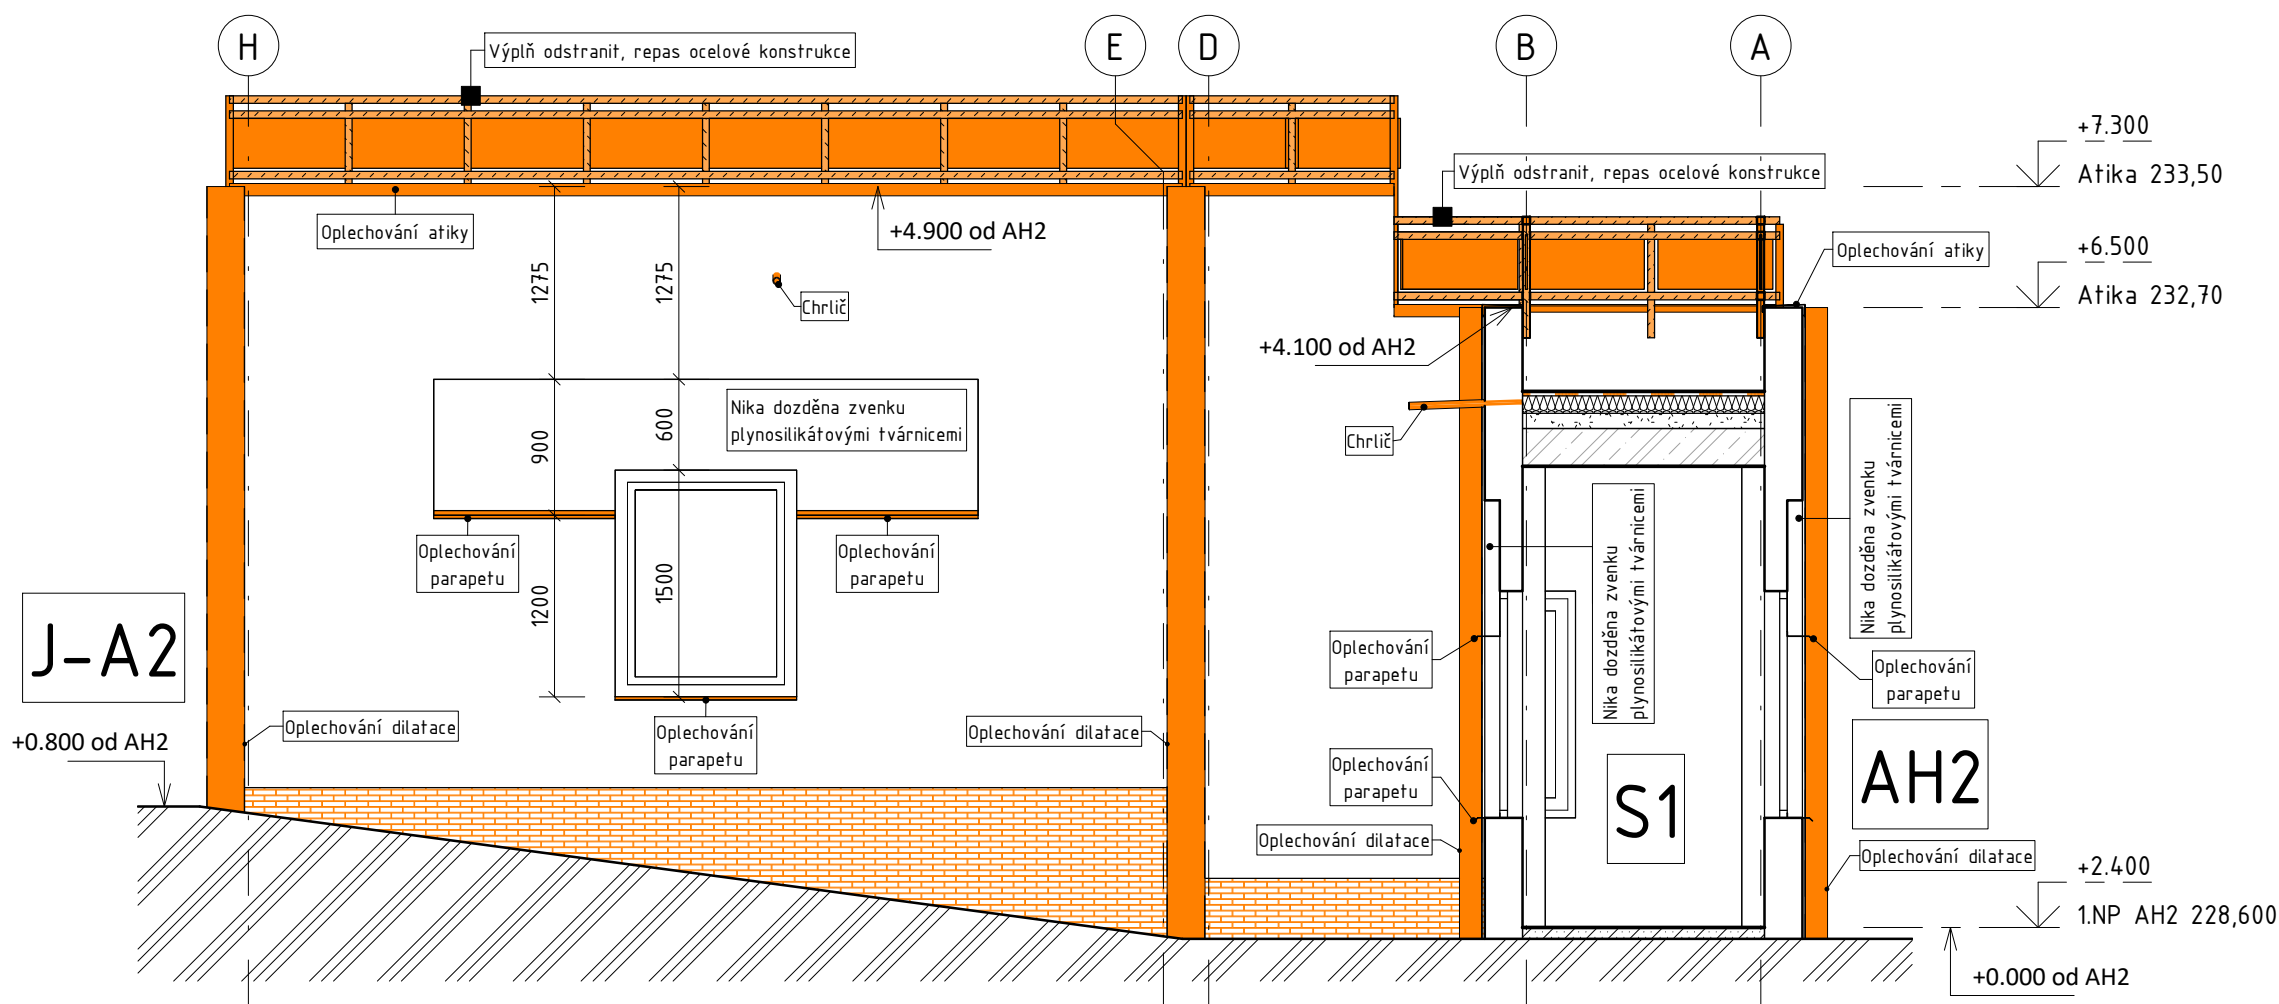 H
E
D
B
A
Výplň odstranit, repas ocelové konstrukce
+7.300
Atika 233,50
Výplň odstranit, repas ocelové konstrukce
Oplechování atiky
+4.900 od AH2
Oplechování atiky
+6.500
Atika 232,70
1275
1275
Chrlič
+4.100 od AH2
Nika dozděna zvenku
plynosilikátovými tvárnicemi
900
600
Chrlič
Nika dozděna zvenku
plynosilikátovými tvárnicemi
Nika dozděna zvenku
plynosilikátovými tvárnicemi
Oplechování
parapetu
Oplechování
parapetu
1200
1500
J-A2
Oplechování
parapetu
Oplechování
parapetu
+0.800 od AH2
Oplechování dilatace
Oplechování
parapetu
Oplechování dilatace
Oplechování
parapetu
S1
AH2
Oplechování dilatace
Oplechování dilatace
+2.400
1.NP AH2 228,600
+0.000 od AH2